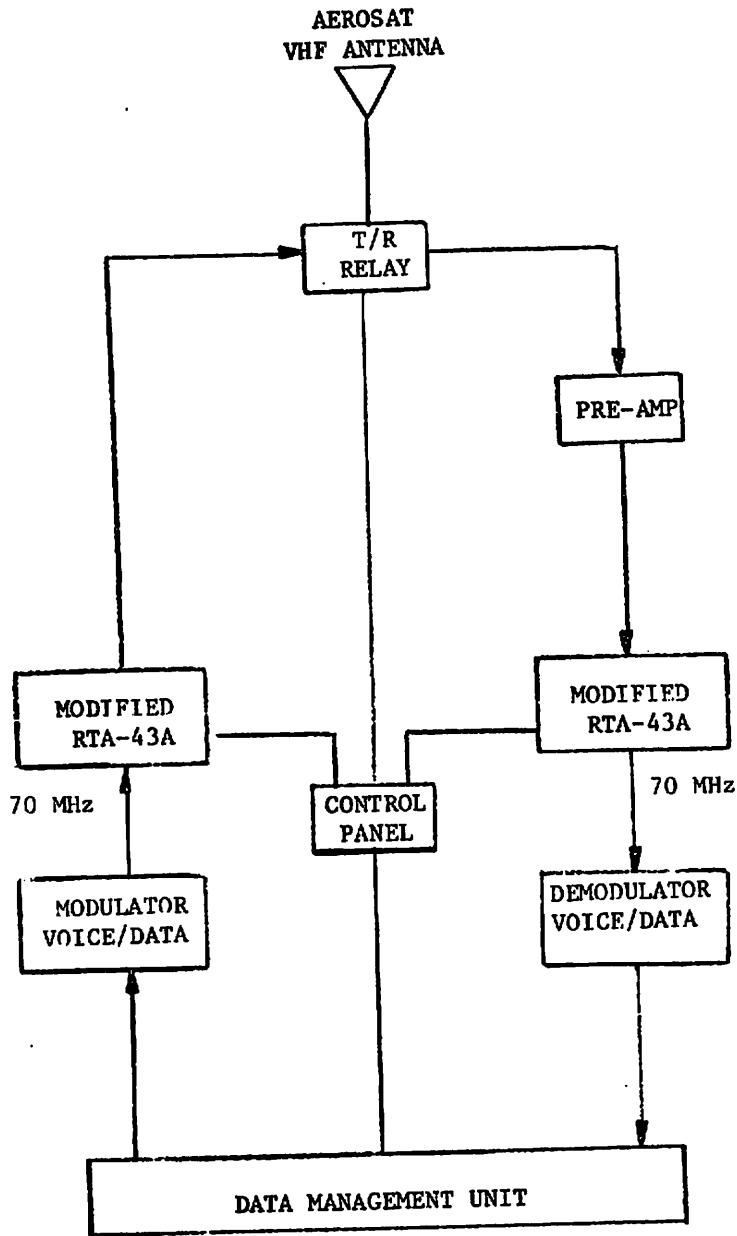 AEROSAT
VHF ANTENNA
T/R
RELAY
PRE-AMP
MODIFIED
RTA-43A
MODIFIED
RTA-43A
70 MHz
70 MHz
CONTROL
PANEL
MODULATOR
VOICE/DATA
DEMODULATOR
VOICE/DATA
DATA MANAGEMENT UNIT